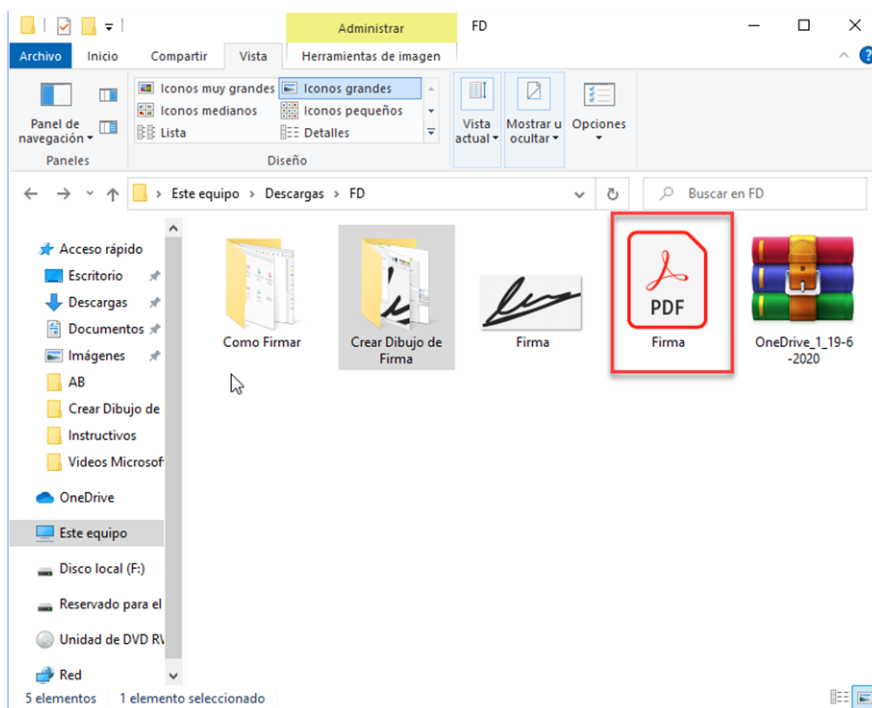 Administrar
FD
Archivo
Inicio
Compartir
Vista
Herramientas de imagen
?
Panel de
navegación
Iconos muy grandes
Iconos grandes
Iconos medianos
Iconos pequeños
Lista
Detalles
Vista
actual
Mostrar u
ocultar
Opciones
Paneles
Diseño
Este equipo > Descargas > FD
Buscar en FD
Acceso rápido
Escritorio
Descargas
Documentos
Imágenes
AB
Crear Dibujo de
Instructivos
Videos Microsof
OneDrive
Este equipo
Disco local (F:)
Reservado para el
Unidad de DVD RW
Red
Como Firmar
Crear Dibujo de
Firma
Firma
PDF
Firma
OneDrive_1_19-6
-2020
5 elementos
1 elemento seleccionado